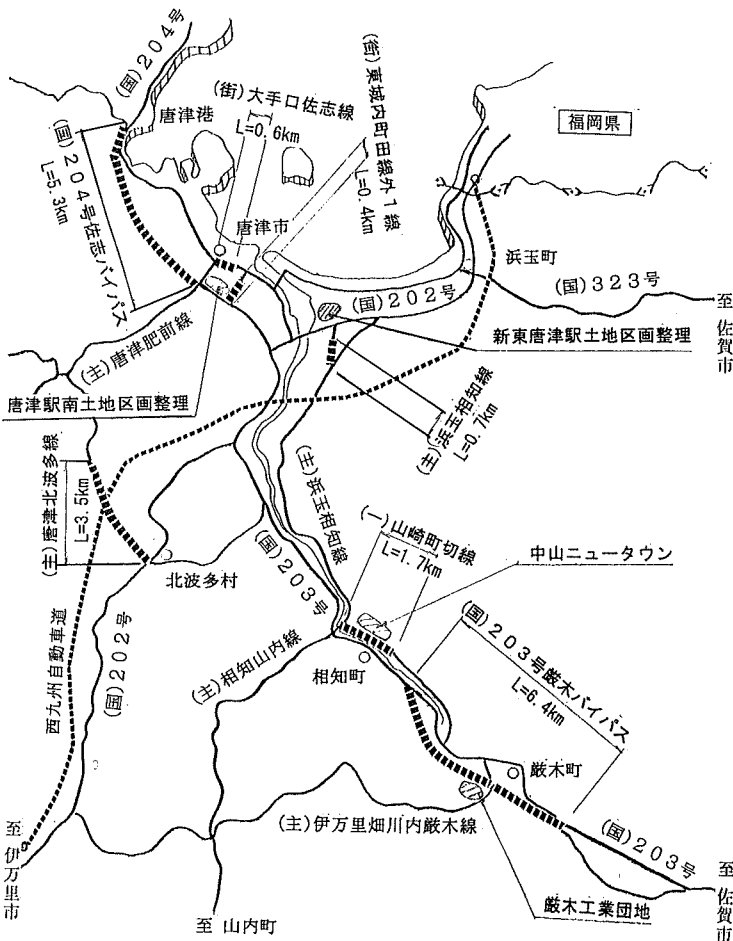 (国)204号
唐津港
(街)大手口佐志線
L=0.6km
(街)東城内町田線外1線
L=0.4km
福岡県
(国)204号佐志バイパス
L=5.3km
唐津市
浜玉町
(国)202号
(国)323号
至佐賀市
新東唐津駅土地区画整理
(主)唐津肥前線
唐津駅南土地区画整理
(主)浜玉相知線
L=0.7km
(主)唐津北波多線
L=3.5km
(主)浜玉相知線
(一)山崎町切線
L=1.7km
中山ニュータウン
北波多村
(国)203号
(国)203号厳木バイパス
L=6.4km
西九州自動車道
(国)202号
(主)相知山内線
相知町
厳木町
(主)伊万里畑川内厳木線
(国)203号
至伊万里市
至佐賀市
厳木工業団地
至 山内町